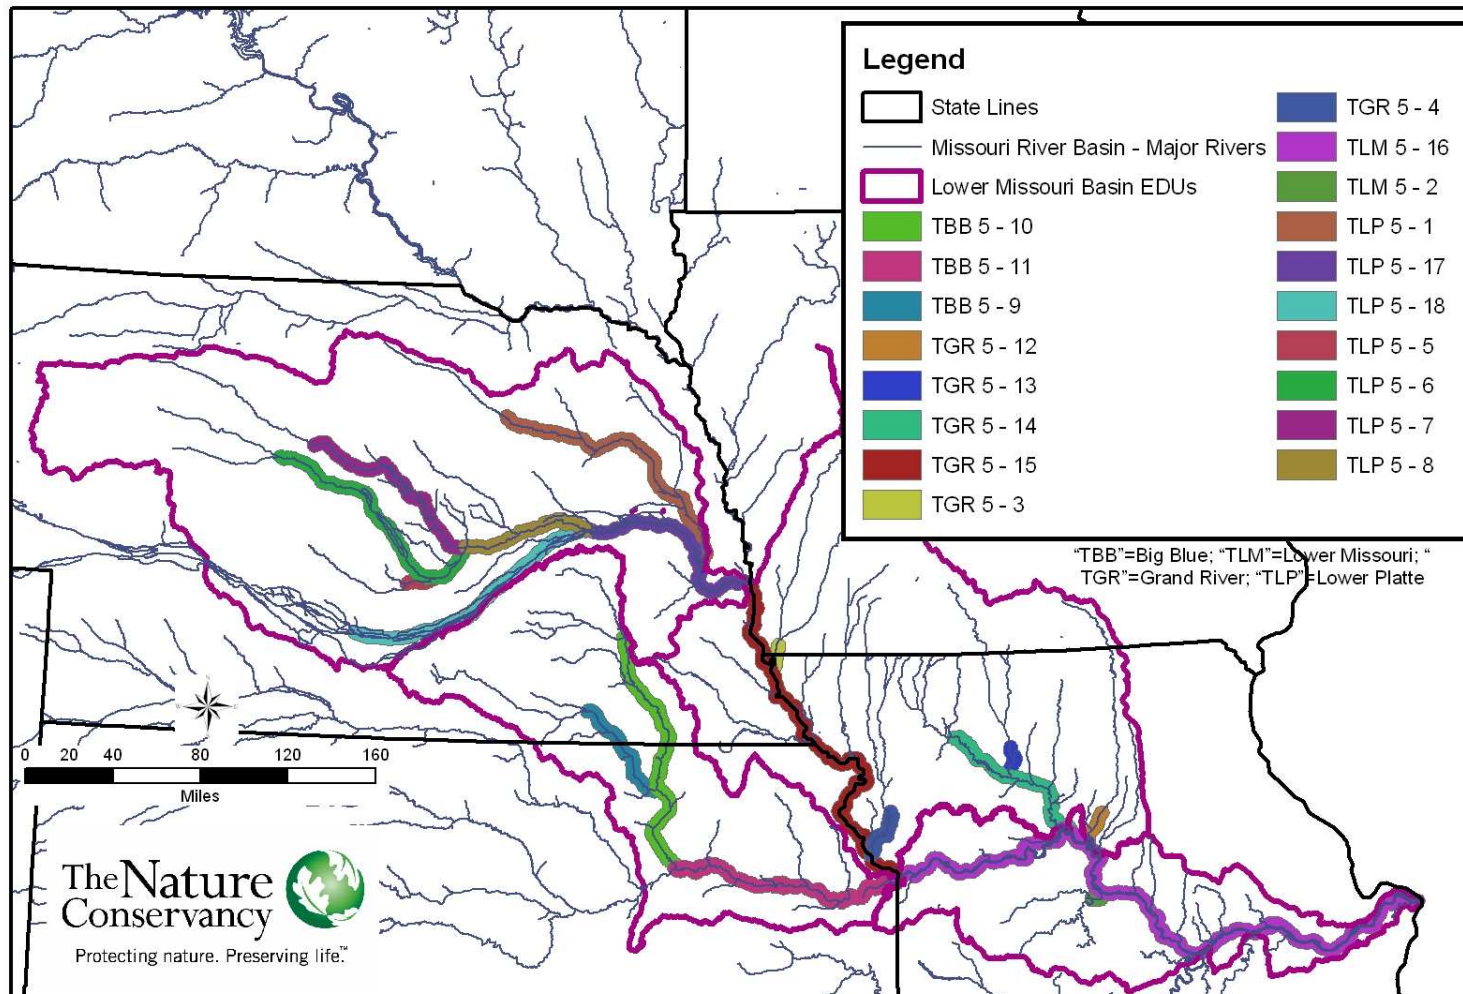 Legend
State Lines
Missouri River Basin - Major Rivers
Lower Missouri Basin EDUs
TBB 5 - 10
TBB 5 - 11
TBB 5 - 9
TGR 5 - 12
TGR 5 - 13
TGR 5 - 14
TGR 5 - 15
TGR 5 - 3
TGR 5 - 4
TLM 5 - 16
TLM 5 - 2
TLP 5 - 1
TLP 5 - 17
TLP 5 - 18
TLP 5 - 5
TLP 5 - 6
TLP 5 - 7
TLP 5 - 8
“TBB”=Big Blue; “TLM”=Lower Missouri; “
TGR”=Grand River; “TLP”=Lower Platte
0 20 40 80 120 160
Miles
The Nature
Conservancy
Protecting nature. Preserving life.™